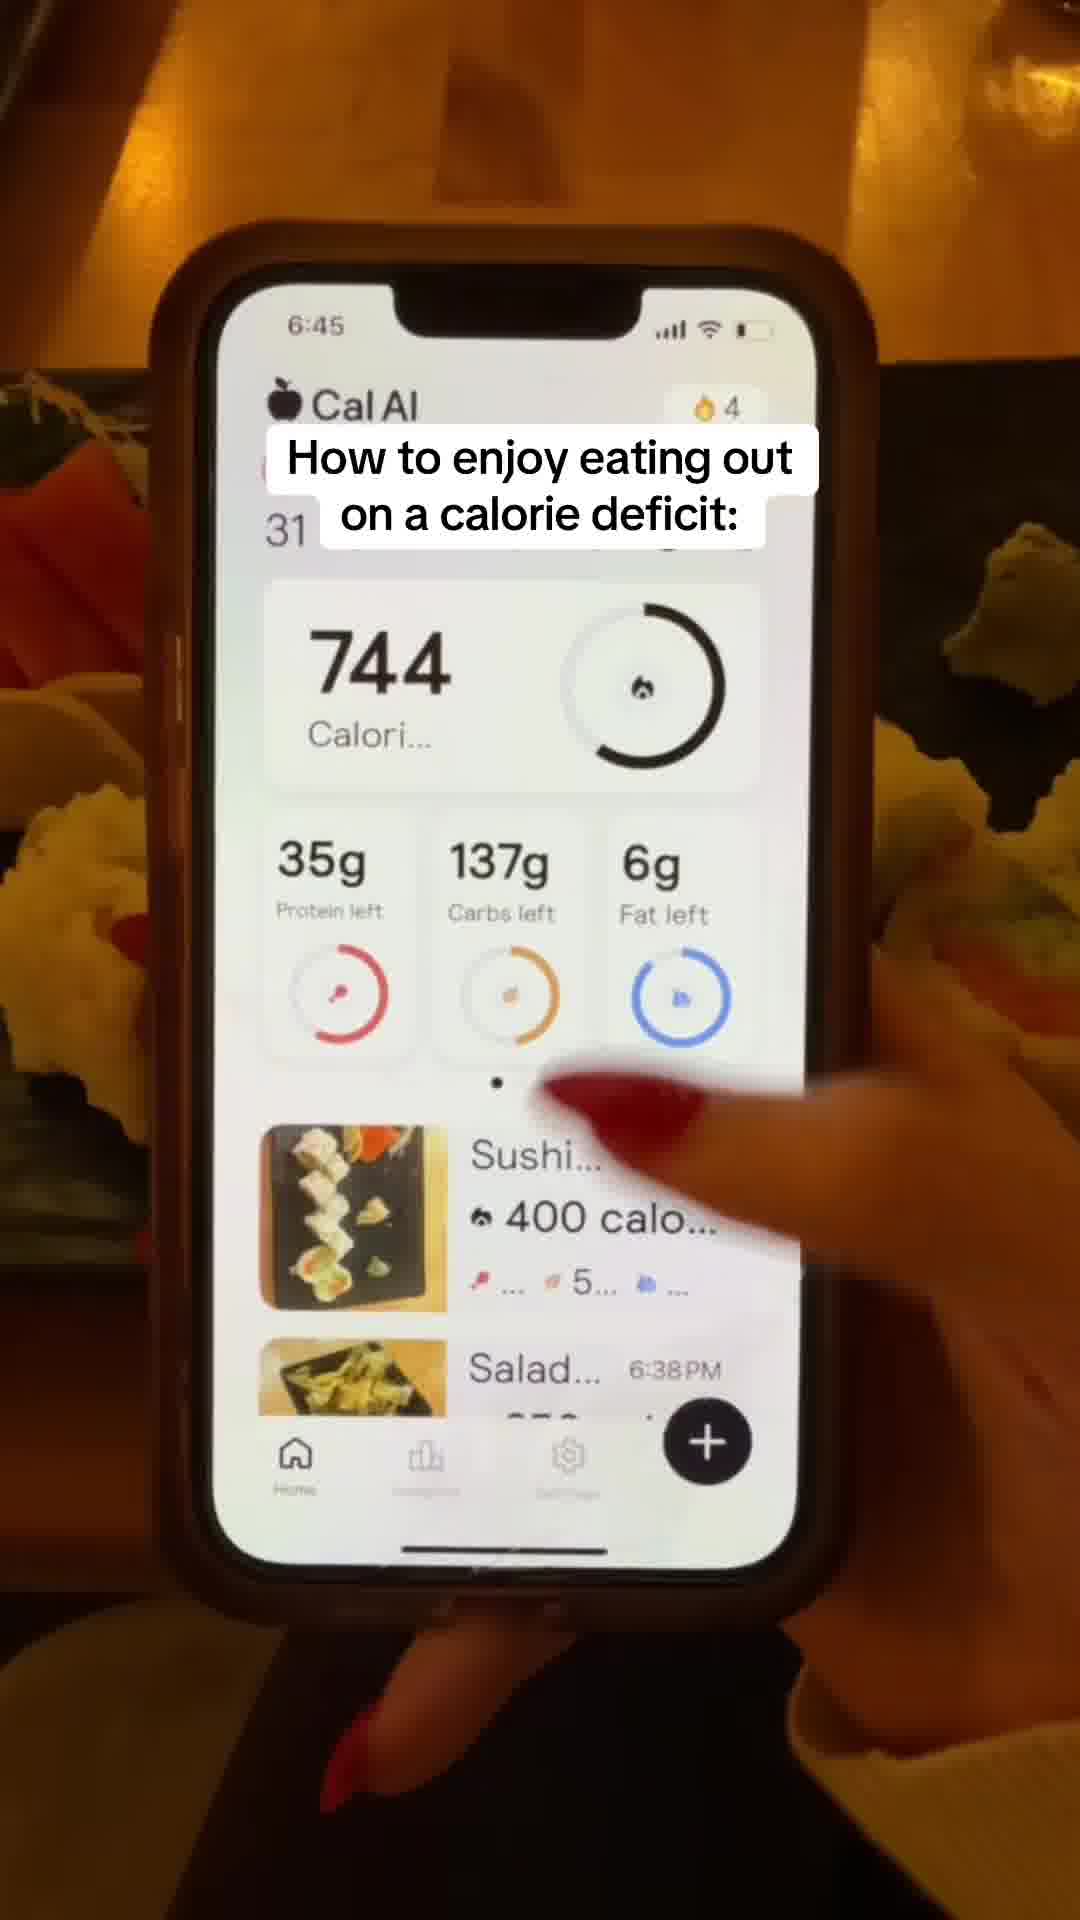 6:45
Cal AI
4
How to enjoy eating out
on a calorie deficit:
31
744
Calori...
35g
137g
6g
Protein left
Carbs left
Fat left
Sushi...
400 calo...
... 5... ...
Salad... 6:38PM
Home